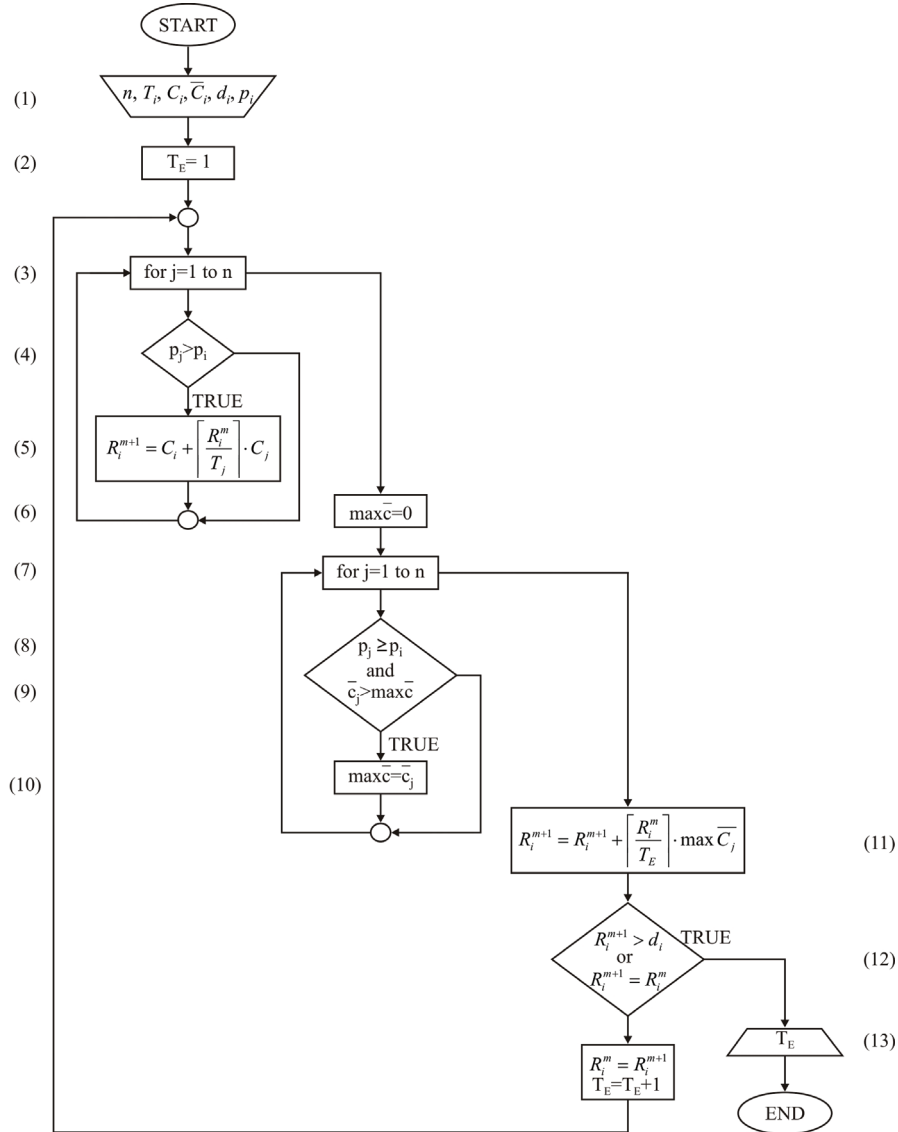 START
(1)
n, T_i, C_i, C̅_i, d_i, p_i
(2)
T_E= 1
(3)
for j=1 to n
(4)
p_j>p_i
TRUE
(5)
R_i^{m+1} = C_i + ⌈R_i^m / T_j⌉ · C_j
(6)
maxc̅=0
(7)
for j=1 to n
(8)
p_j ≥p_i
and
(9)
c̅_j>maxc̅
TRUE
(10)
maxc̅=c̅_j
R_i^{m+1} = R_i^{m+1} + ⌈R_i^m / T_E⌉ · max C̅_j
(11)
TRUE
R_i^{m+1} > d_i
or
R_i^{m+1} = R_i^m
(12)
T_E
(13)
R_i^m = R_i^{m+1}
T_E=T_E+1
END